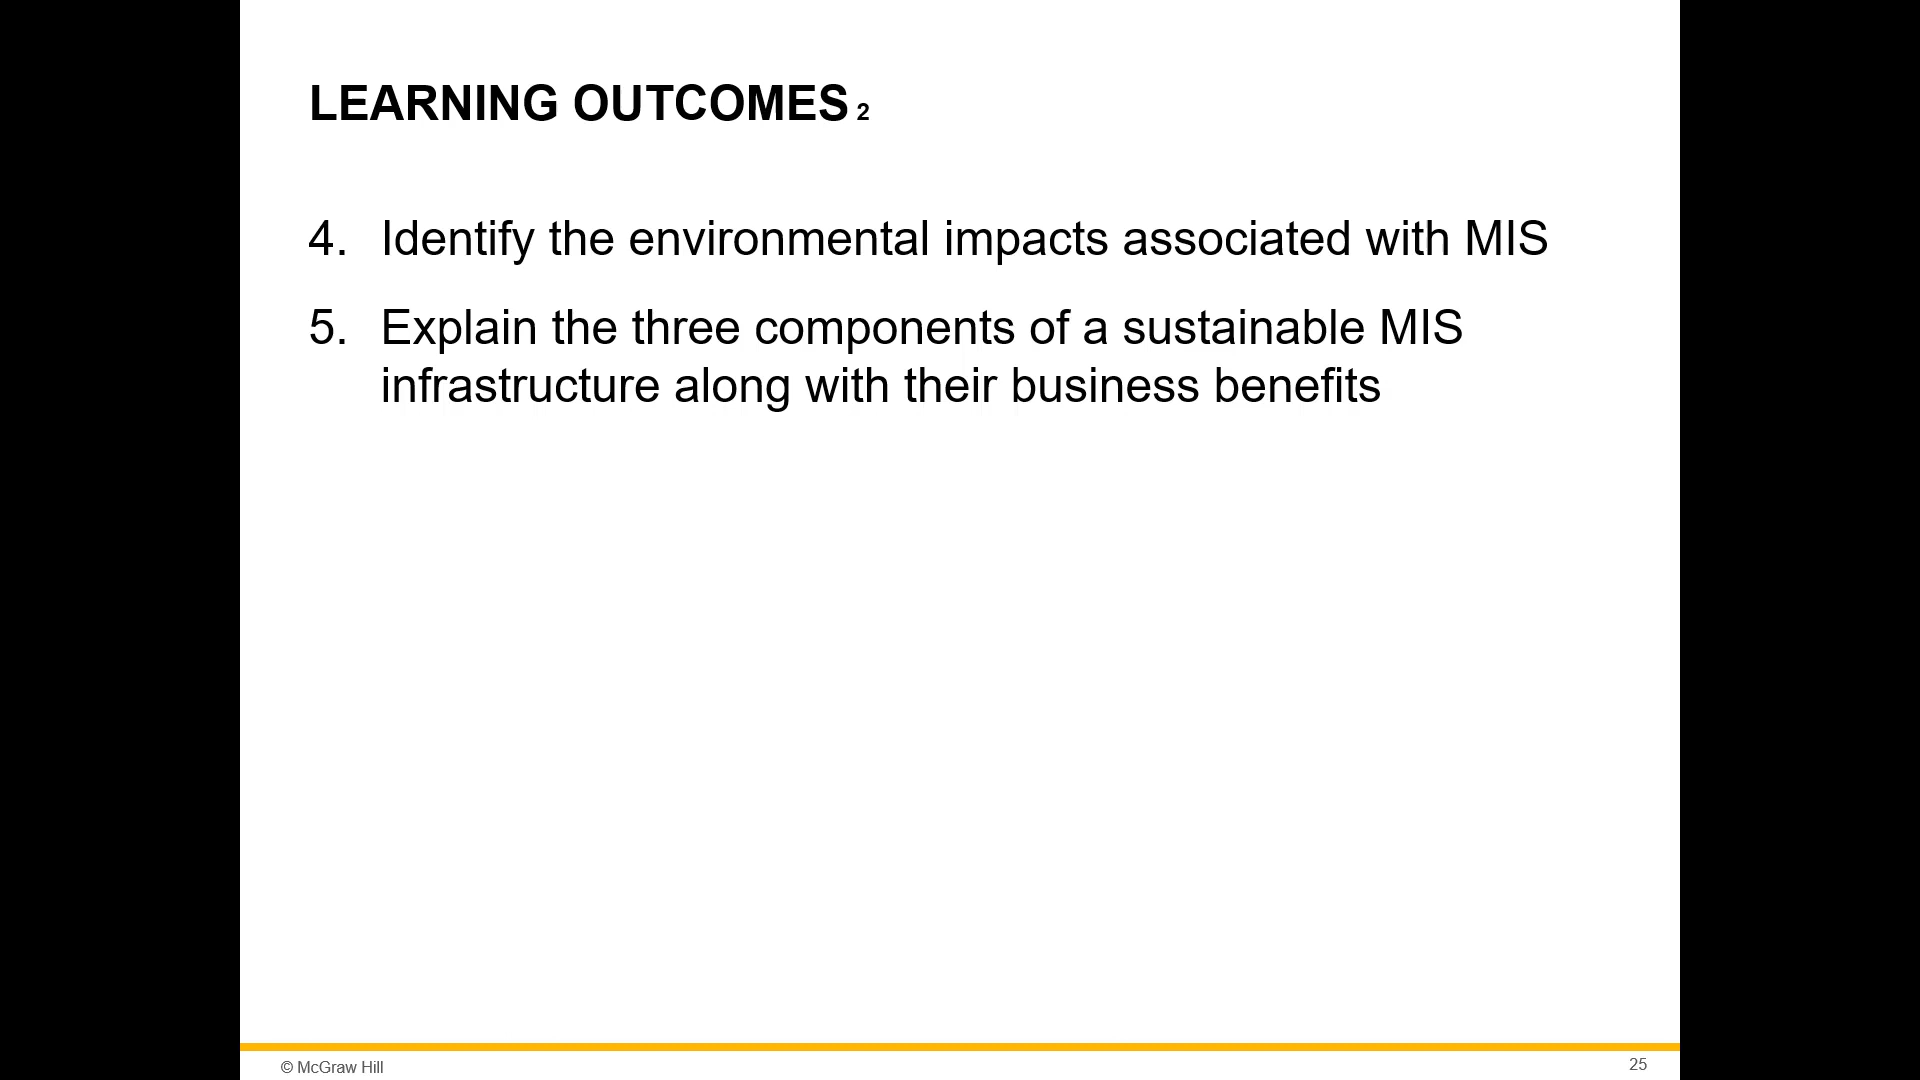 LEARNING OUTCOMES 2
4. Identify the environmental impacts associated with MIS
5. Explain the three components of a sustainable MIS
infrastructure along with their business benefits
© McGraw Hill
25